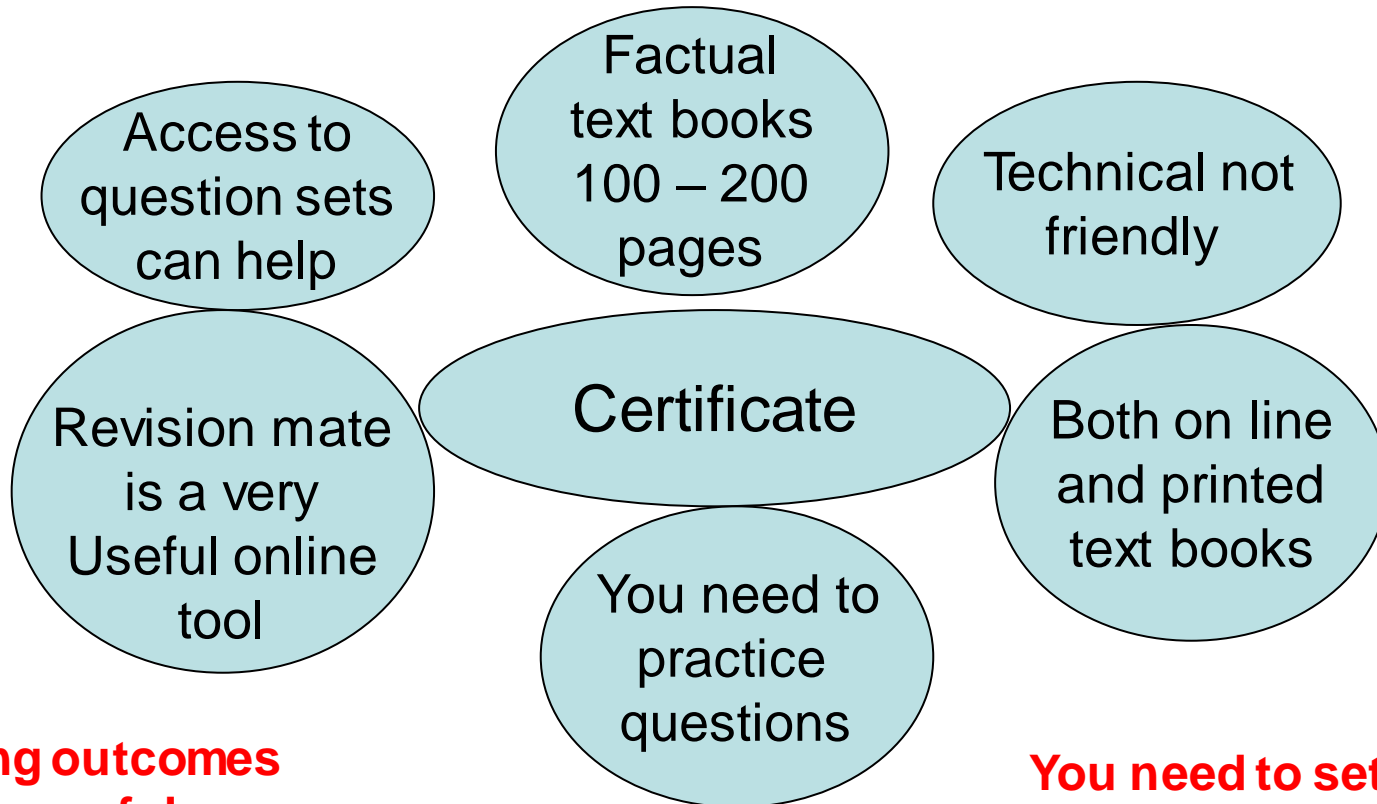 Factual
text books
100 – 200
pages
Access to
question sets
can help
Technical not
friendly
Certificate
Revision mate
is a very
Useful online
tool
Both on line
and printed
text books
You need to
practice
questions
outcomes
You need to set